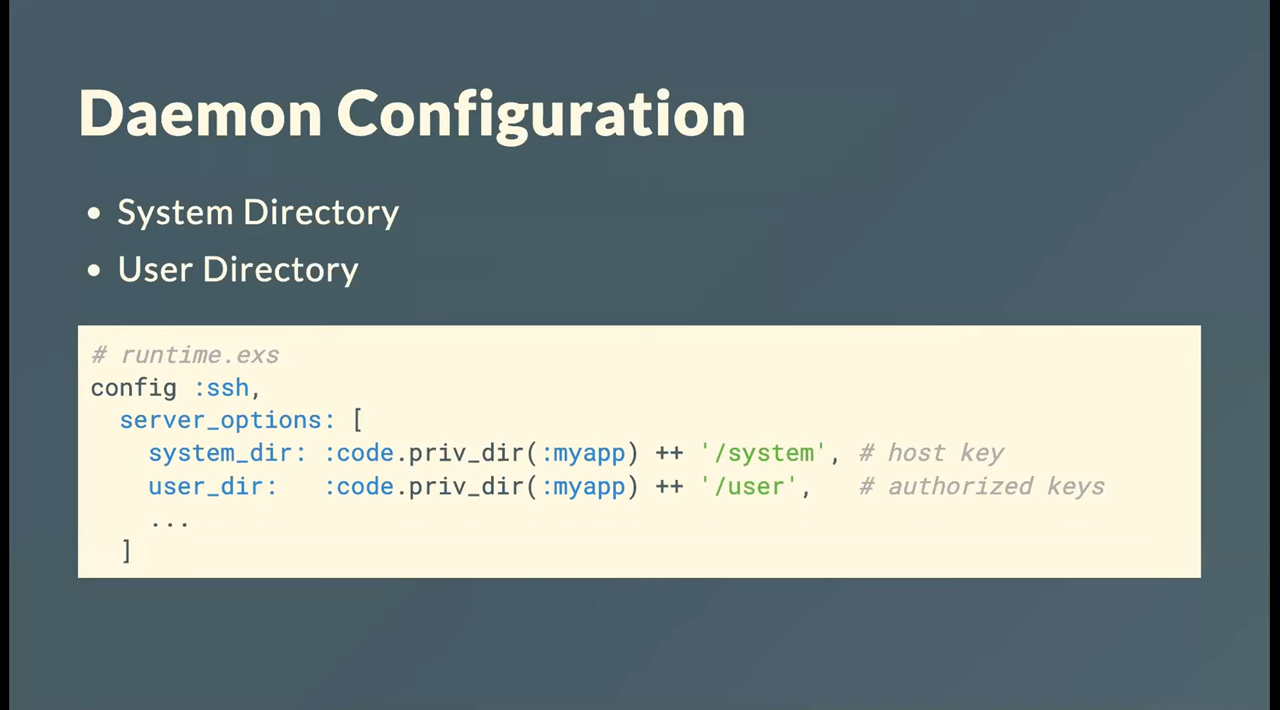 Daemon Configuration
• System Directory
• User Directory
# runtime.exs
config :ssh,
  server_options: [
    system_dir: :code.priv_dir(:myapp) ++ '/system', # host key
    user_dir:   :code.priv_dir(:myapp) ++ '/user',   # authorized keys
    ...
  ]